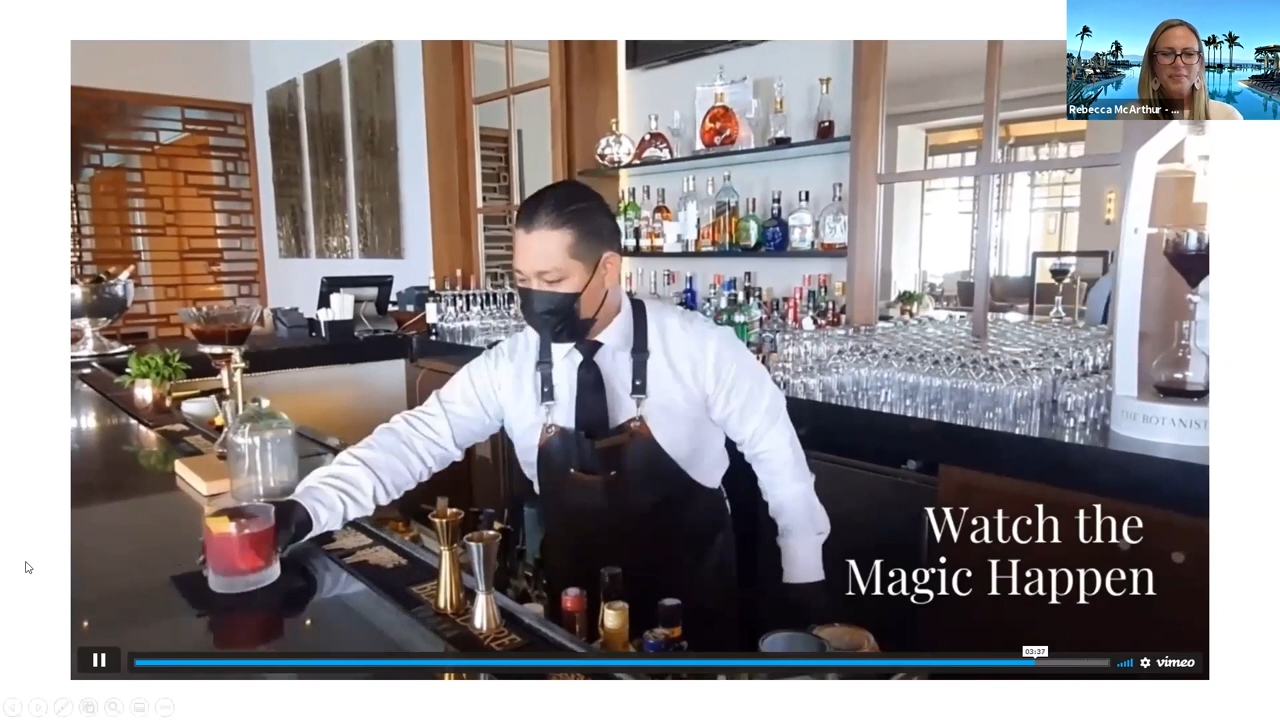 Rebecca McArthur - ...
THE BOTANIST
Watch the
Magic Happen
03:37
vimeo